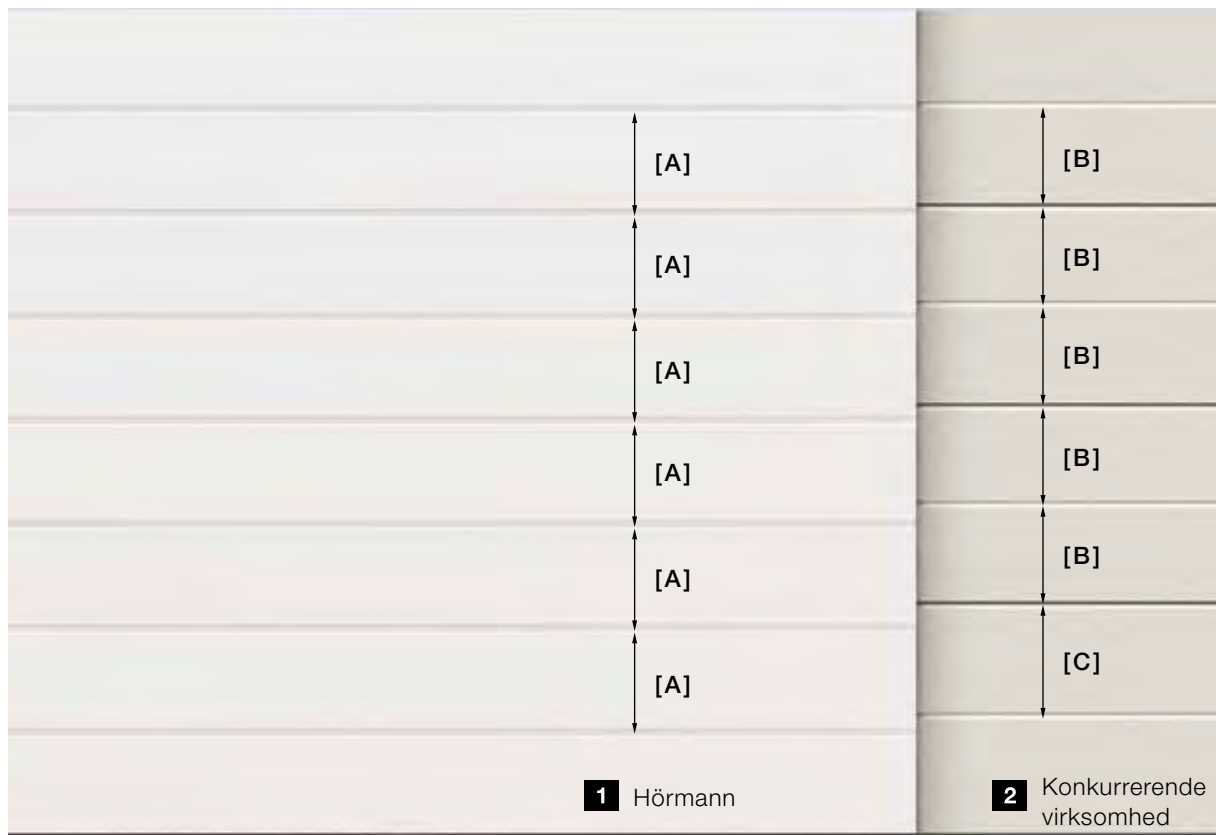 [A]
[B]
[A]
[B]
[A]
[B]
[A]
[B]
[A]
[B]
[A]
[C]
1 Hörmann
2 Konkurrerende
virksomhed